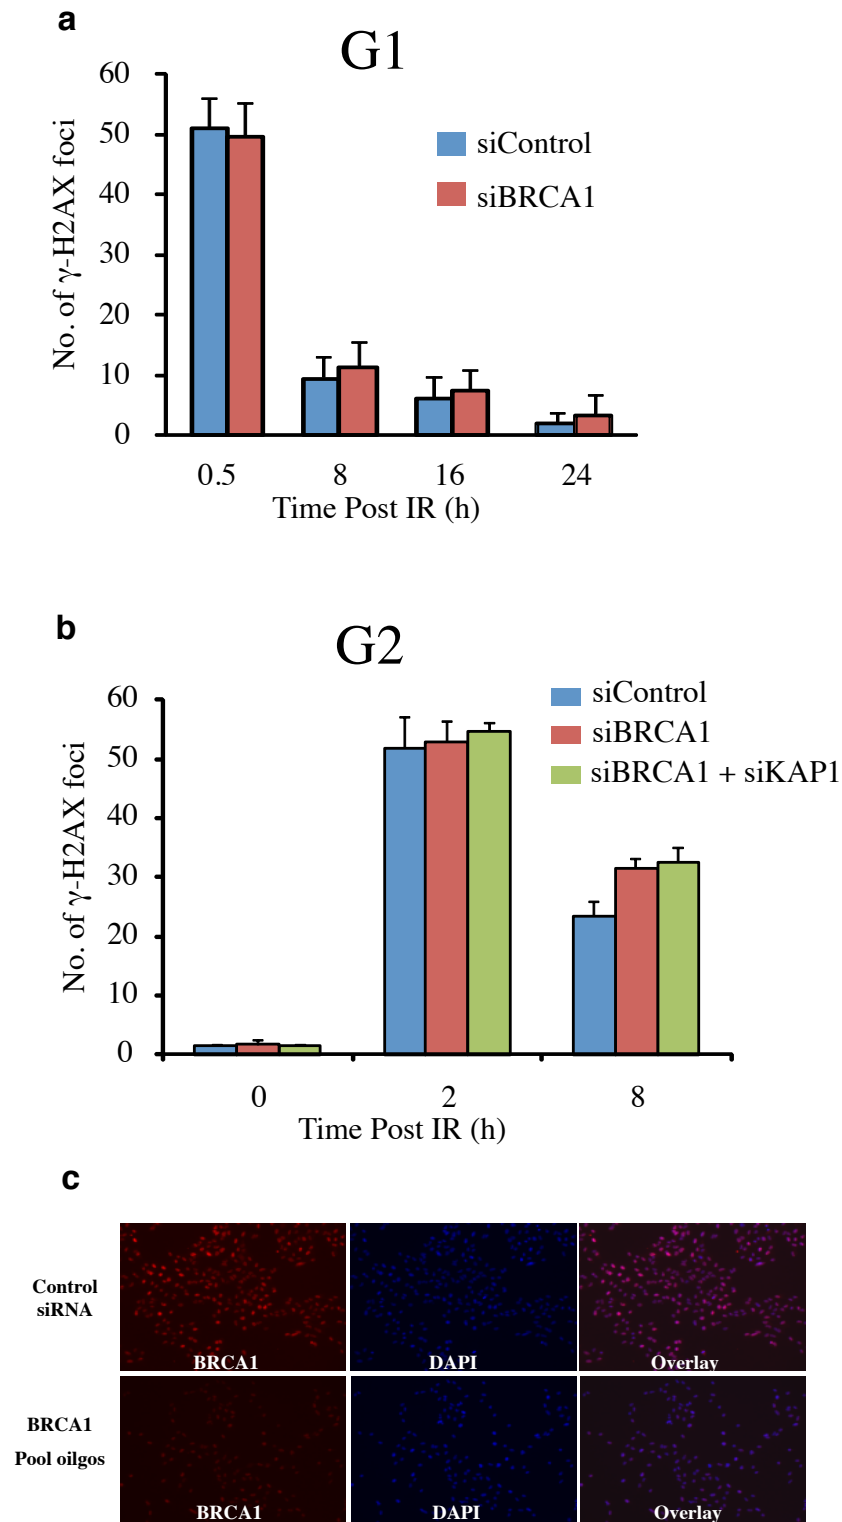 a
G1
60
50
40
30
20
10
0
No. of γ-H2AX foci
siControl
siBRCA1
0.5 8 16 24
Time Post IR (h)
b
G2
60
50
40
30
20
10
0
No. of γ-H2AX foci
siControl
siBRCA1
siBRCA1 + siKAP1
0 2 8
Time Post IR (h)
c
Control
siRNA
BRCA1 DAPI Overlay
BRCA1
Pool oilgos
BRCA1 DAPI Overlay